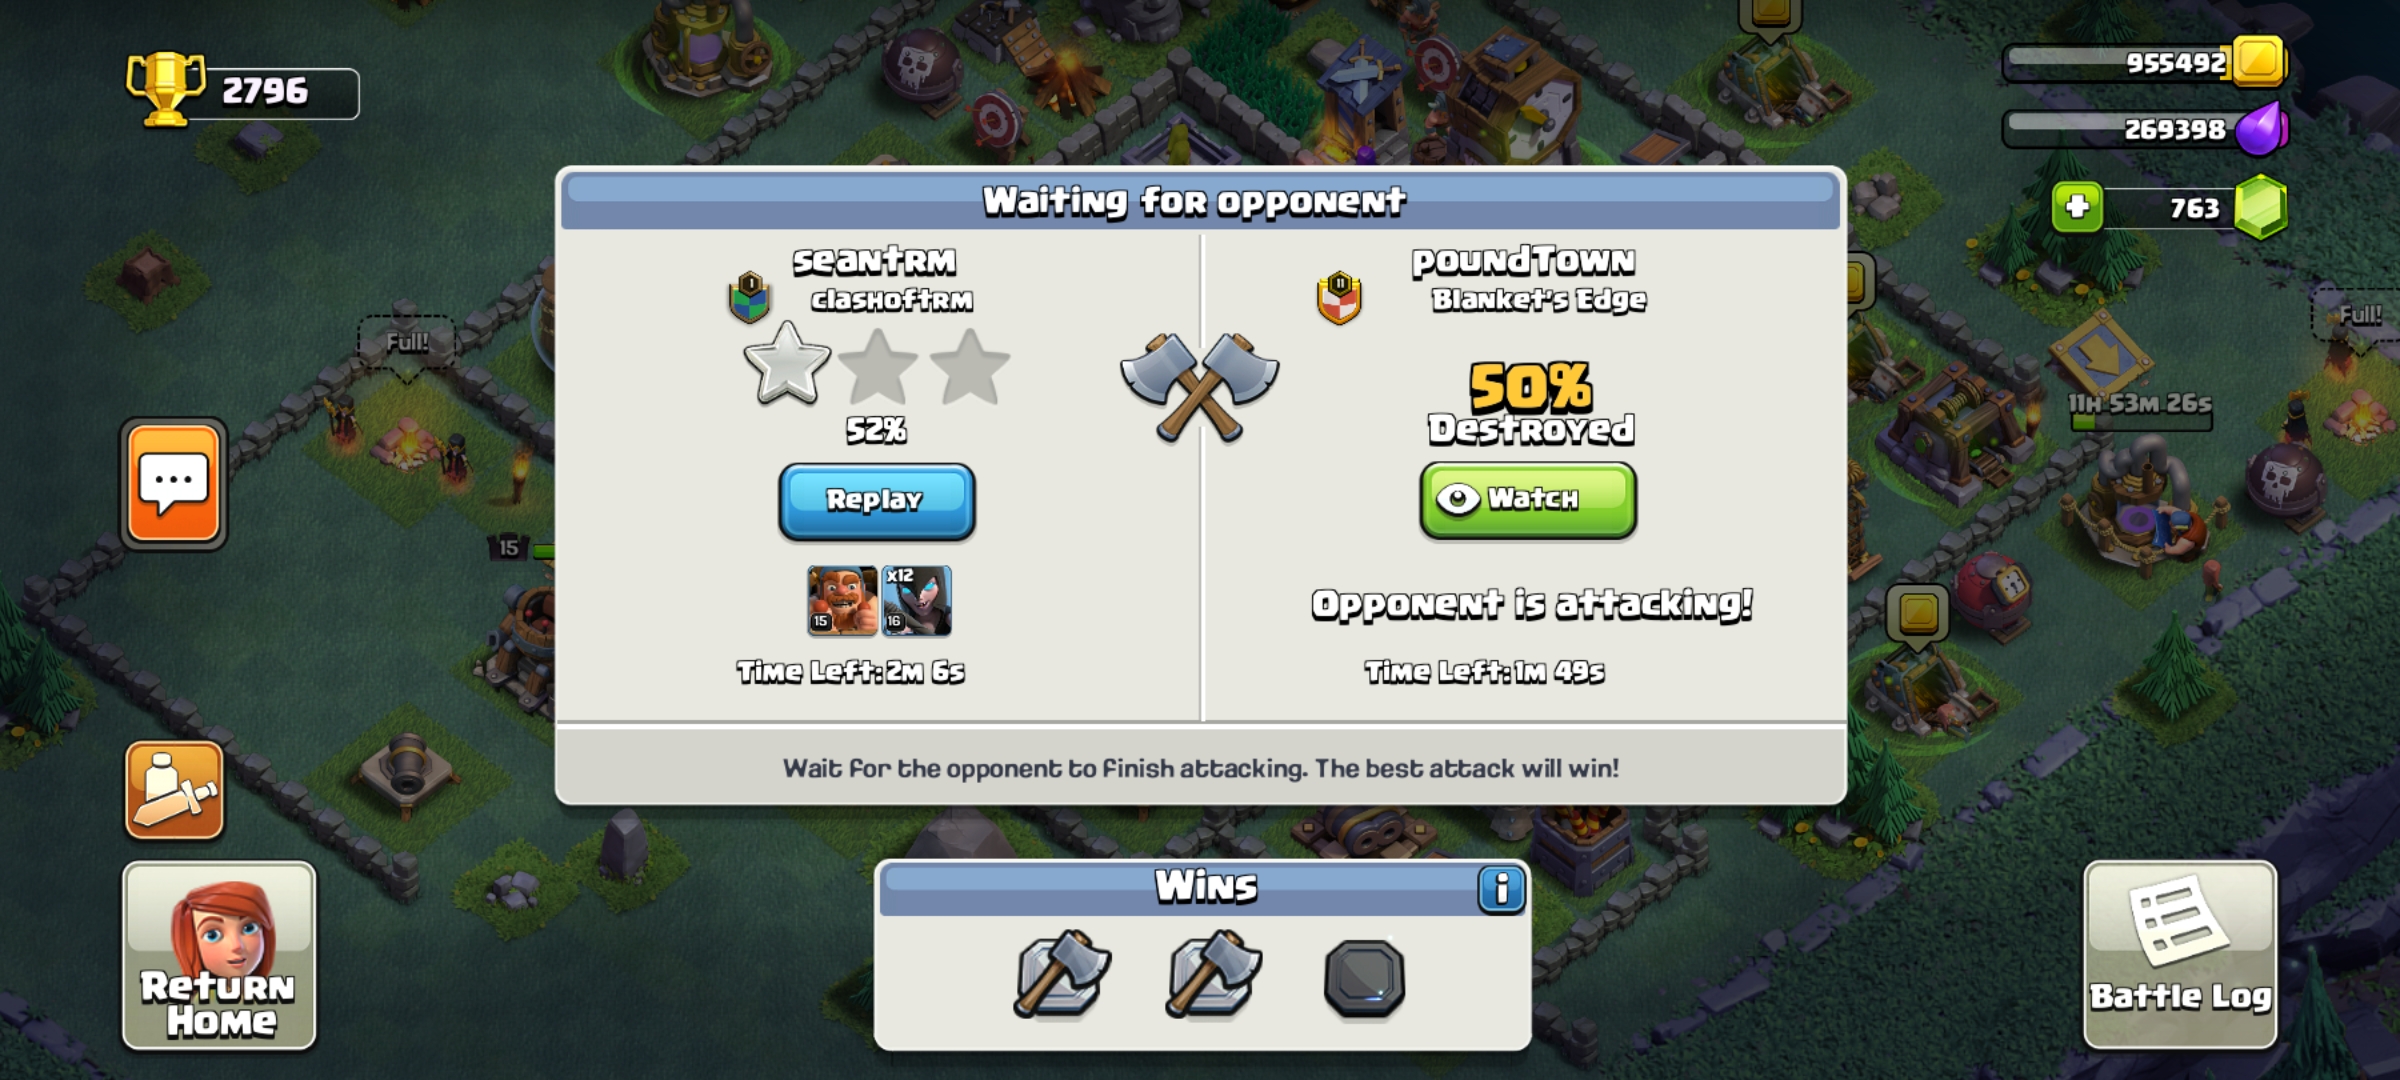 2796
955492
269398
763
Full!
Full!
11H 53M 26s
15
Waiting for opponent
seantRM
clashoftRM
52%
Replay
x12
15
16
Time Left:2M 6s
1
poundTown
Blanket's Edge
11
50%
Destroyed
Watch
Opponent is attacking!
Time Left:1M 49s
Wait for the opponent to finish attacking. The best attack will win!
Wins
i
Return
Home
Battle Log